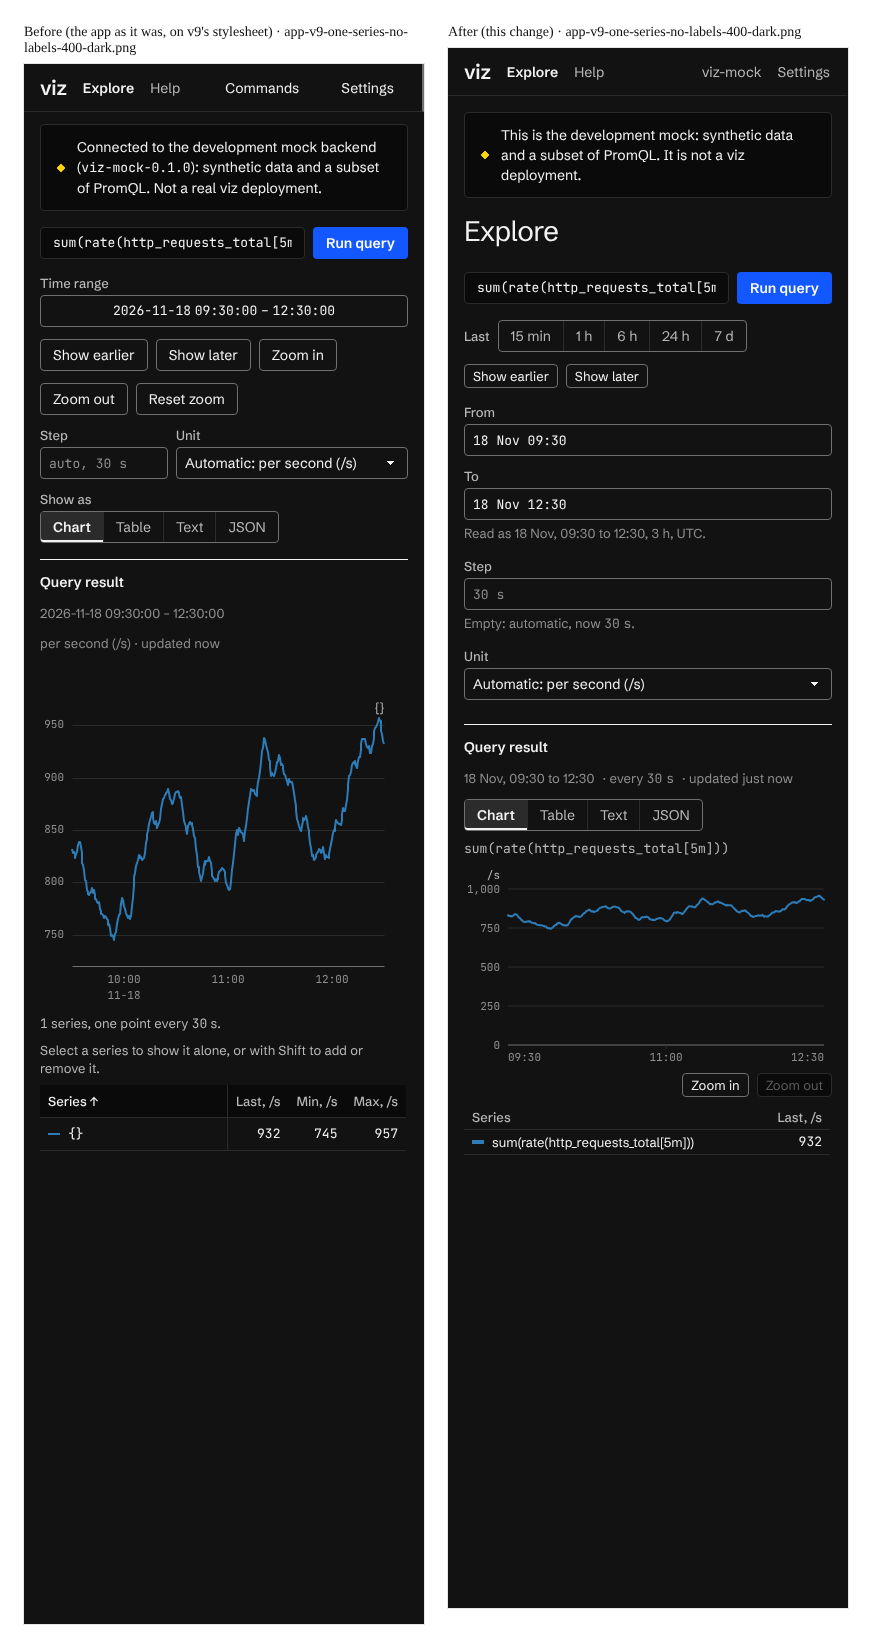 Before (the app as it was, on v9's stylesheet) · app-v9-one-series-no-
labels-400-dark.png
viz Explore Help Commands Settings
Connected to the development mock backend
(viz-mock-0.1.0): synthetic data and a subset
of PromQL. Not a real viz deployment.
sum(rate(http_requests_total[5m
Run query
Time range
2026-11-18 09:30:00 – 12:30:00
Show earlier
Show later
Zoom in
Zoom out
Reset zoom
Step
Unit
auto, 30 s
Automatic: per second (/s)
Show as
Chart Table Text JSON
Query result
2026-11-18 09:30:00 – 12:30:00
per second (/s) · updated now
{}
950
900
850
800
750
10:00 11:00 12:00
11-18
1 series, one point every 30 s.
Select a series to show it alone, or with Shift to add or
remove it.
Series ↑ Last, /s Min, /s Max, /s
{} 932 745 957
After (this change) · app-v9-one-series-no-labels-400-dark.png
viz Explore Help viz-mock Settings
This is the development mock: synthetic data
and a subset of PromQL. It is not a viz
deployment.
Explore
sum(rate(http_requests_total[5m
Run query
Last 15 min 1 h 6 h 24 h 7 d
Show earlier
Show later
From
18 Nov 09:30
To
18 Nov 12:30
Read as 18 Nov, 09:30 to 12:30, 3 h, UTC.
Step
30 s
Empty: automatic, now 30 s.
Unit
Automatic: per second (/s)
Query result
18 Nov, 09:30 to 12:30 · every 30 s · updated just now
Chart Table Text JSON
sum(rate(http_requests_total[5m]))
/s
1,000
750
500
250
0
09:30 11:00 12:30
Zoom in
Zoom out
Series Last, /s
sum(rate(http_requests_total[5m])) 932